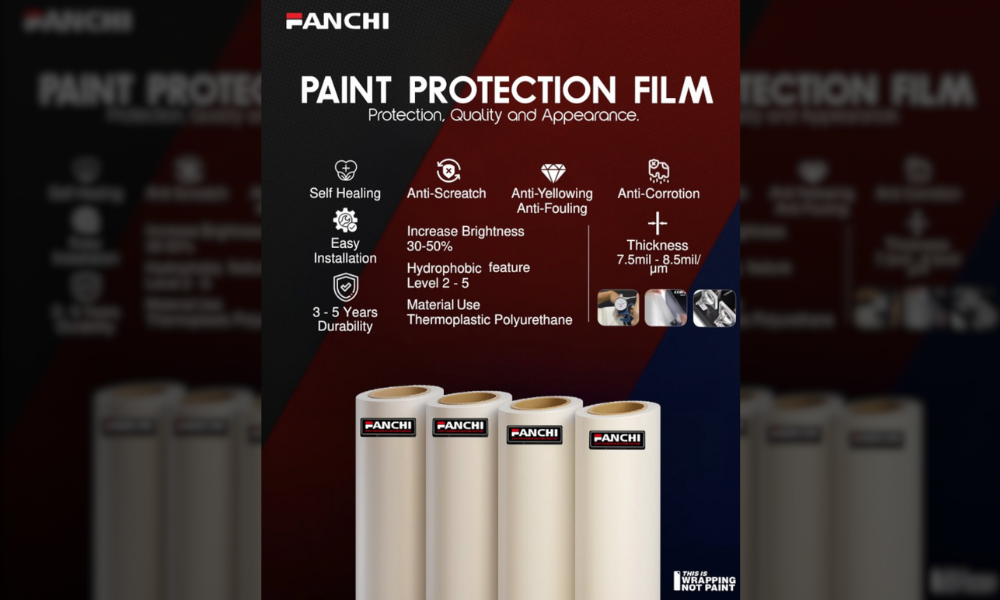 FANCHI
PAINT PROTECTION FILM
Protection, Quality and Appearance.
Self Healing
Anti-Screatch
Anti-Yellowing
Anti-Fouling
Anti-Corrotion
Easy
Installation
Increase Brightness
30-50%
Hydrophobic feature
Level 2 - 5
Material Use
Thermoplastic Polyurethane
Thickness
7.5mil - 8.5mil/
μm
3 - 5 Years
Durability
FANCHI
FANCHI
FANCHI
FANCHI
THIS IS
WRAPPING
NOT PAINT